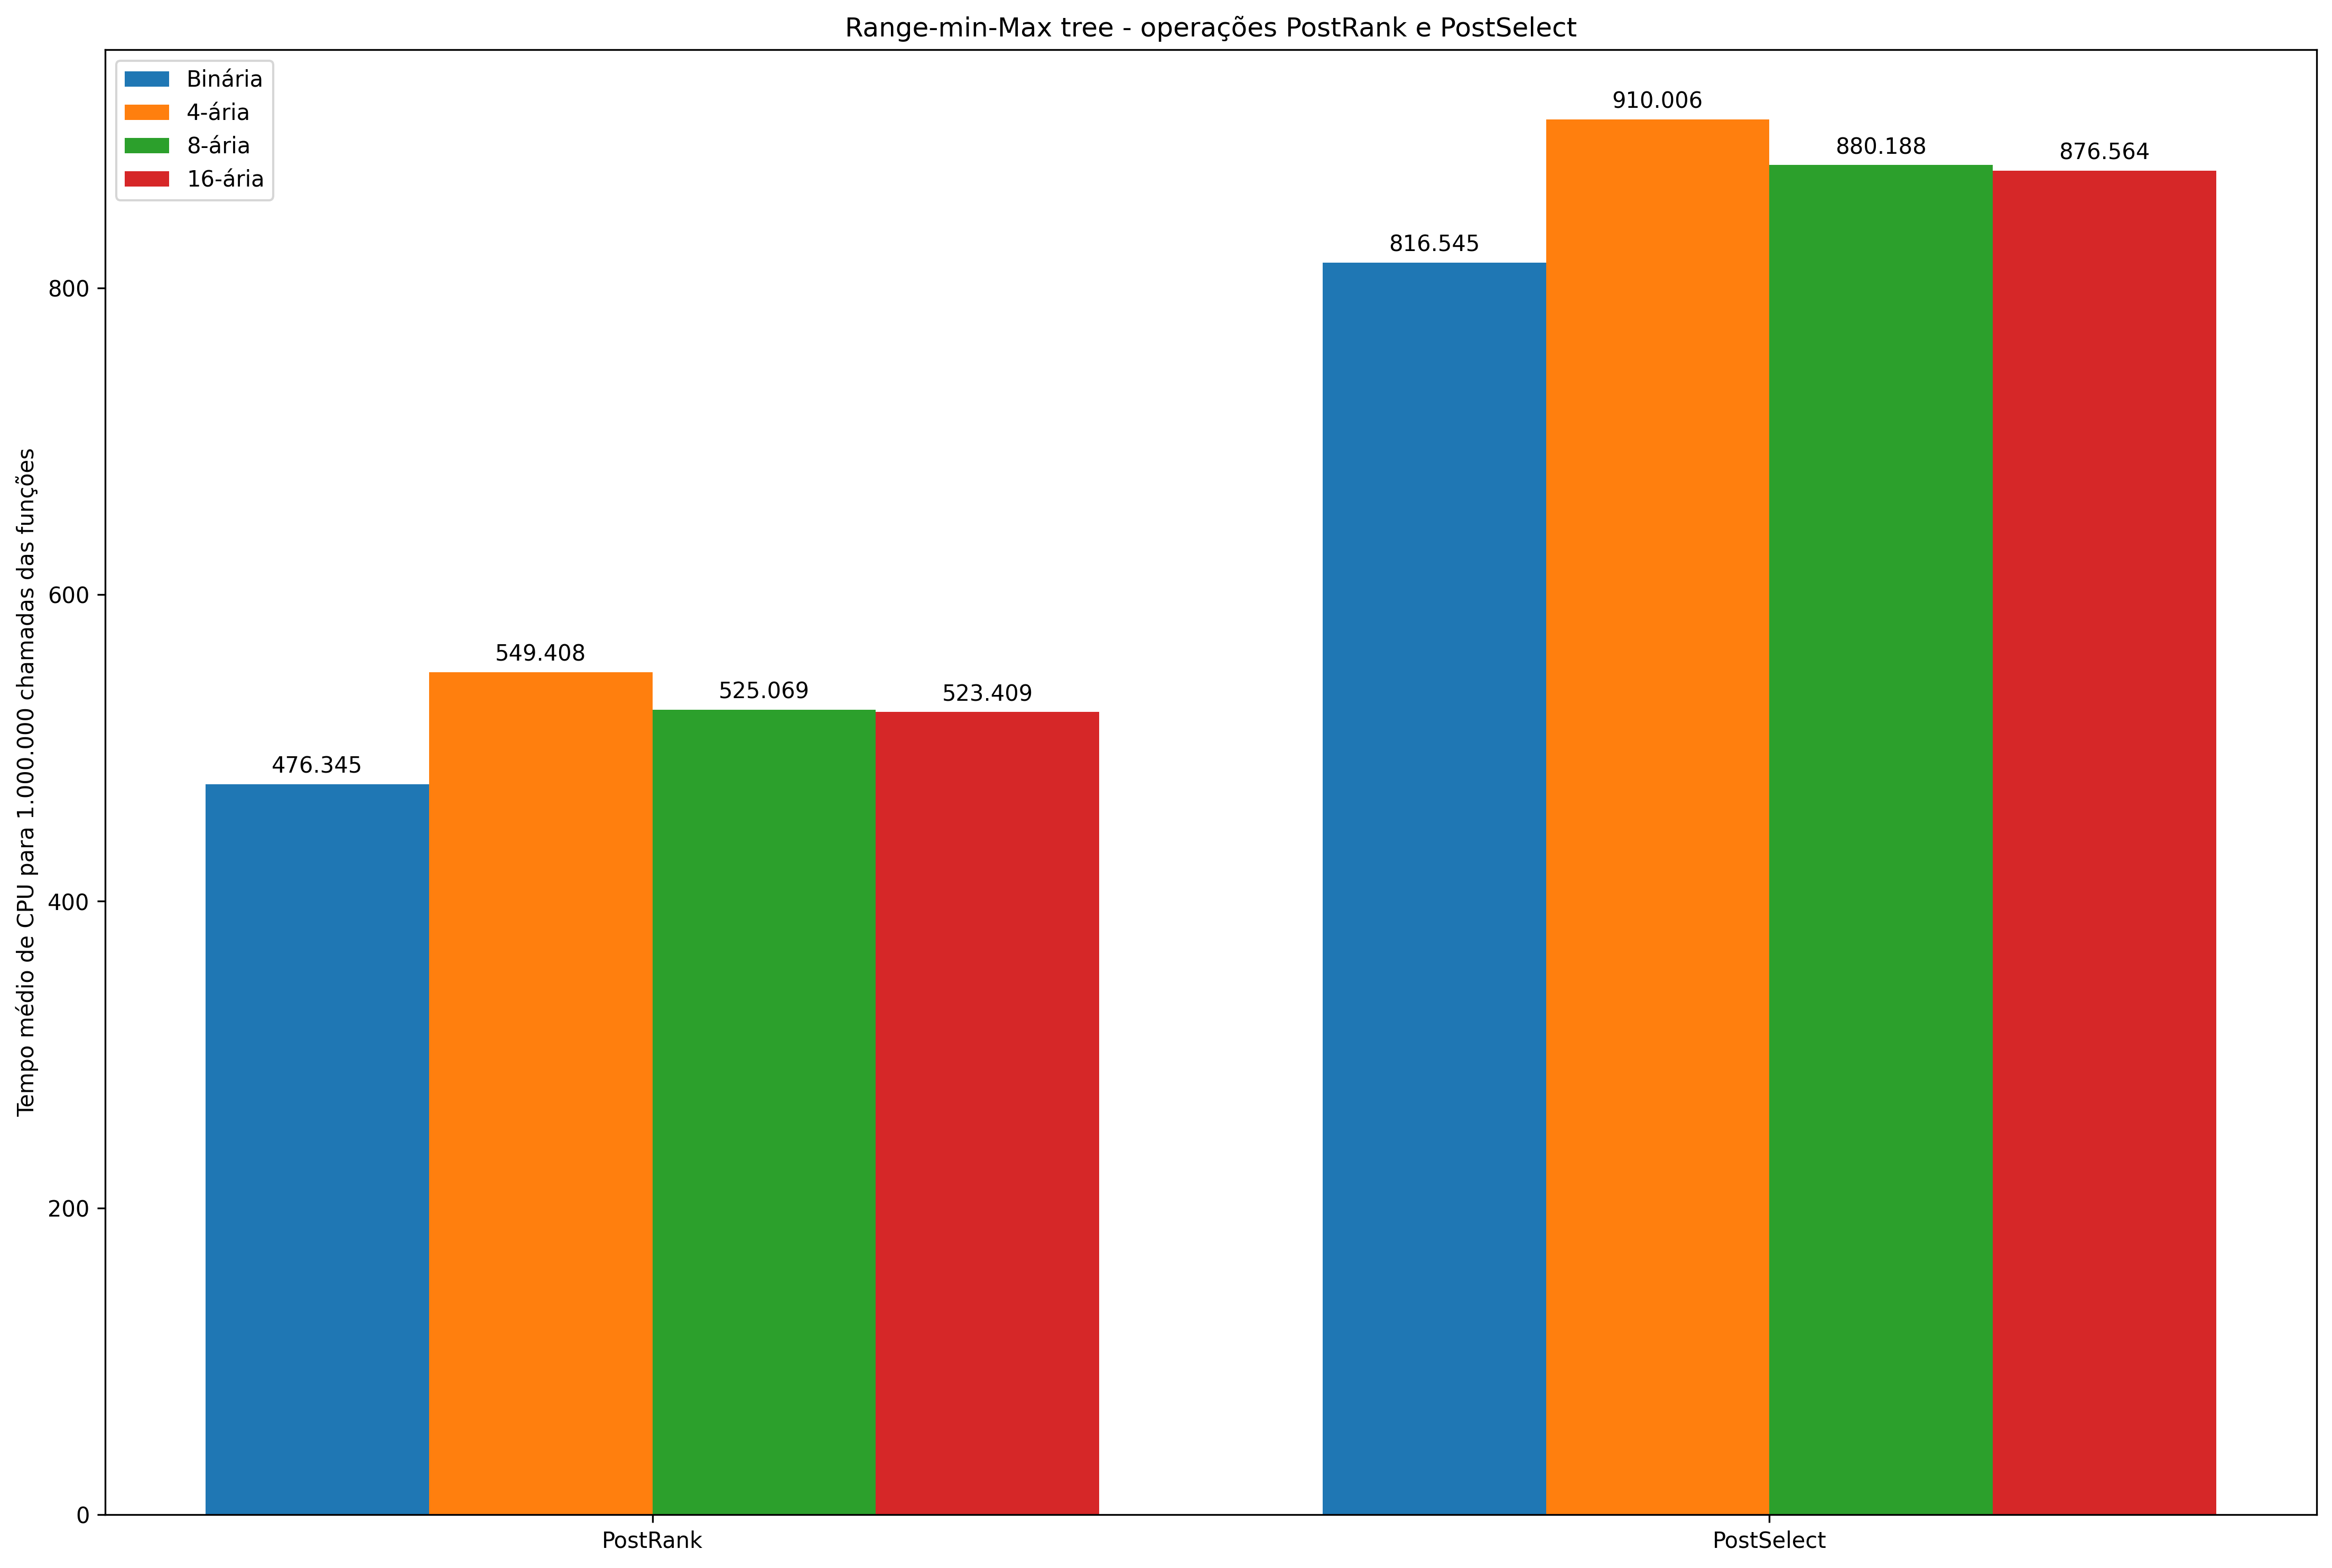 Range-min-Max tree - operações PostRank e PostSelect
Binária
4-ária
8-ária
16-ária
Tempo médio de CPU para 1.000.000 chamadas das funções
800
600
400
200
0
476.345
549.408
525.069
523.409
816.545
910.006
880.188
876.564
PostRank
PostSelect